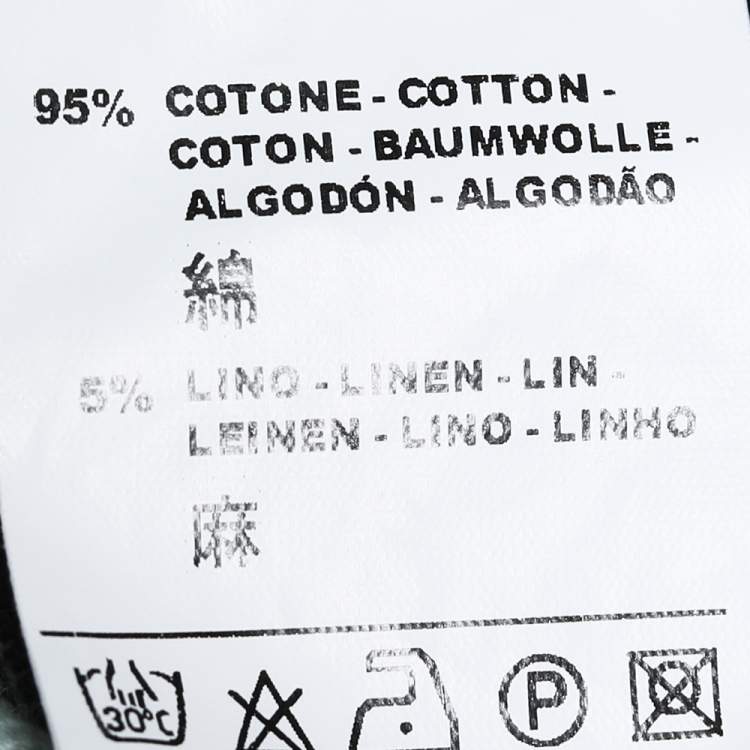 95% COTONE - COTTON -
COTON - BAUMWOLLE -
ALGODÓN - ALGODÃO
綿
5% LINO - LINEN - LIN -
LEINEN - LINO - LINHO
麻
30°C
P